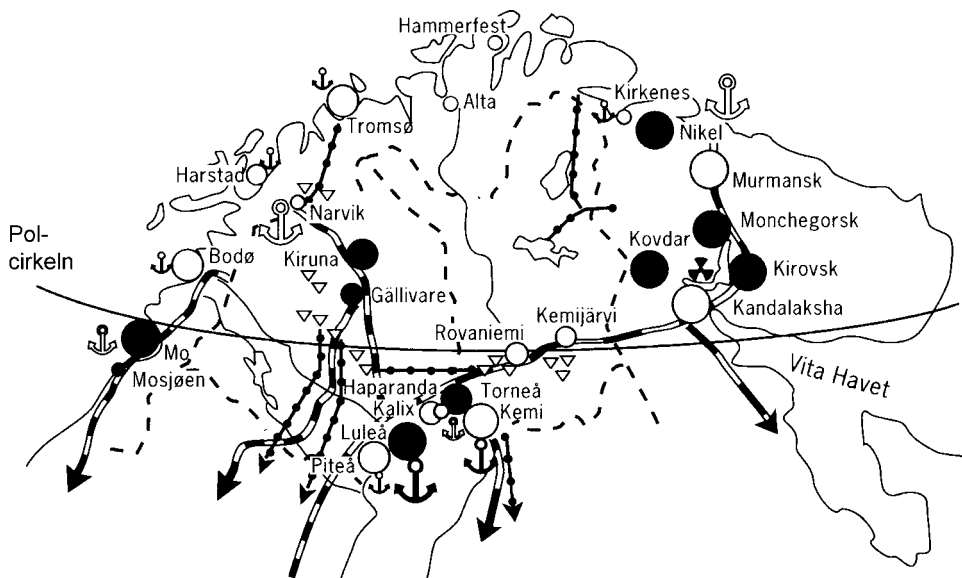 Hammerfest
Alta
Kirkenes
Tromsø
Nikel
Harstad
Murmansk
Narvik
Monchegorsk
Pol-
cirkeln
Bodø
Kiruna
Kovdar
Kirovsk
Gällivare
Kandalaksha
Kemijärvi
Rovaniemi
Mo
Mosjøen
Vita Havet
Haparanda
Torneå
Kalix
Kemi
Luleå
Piteå